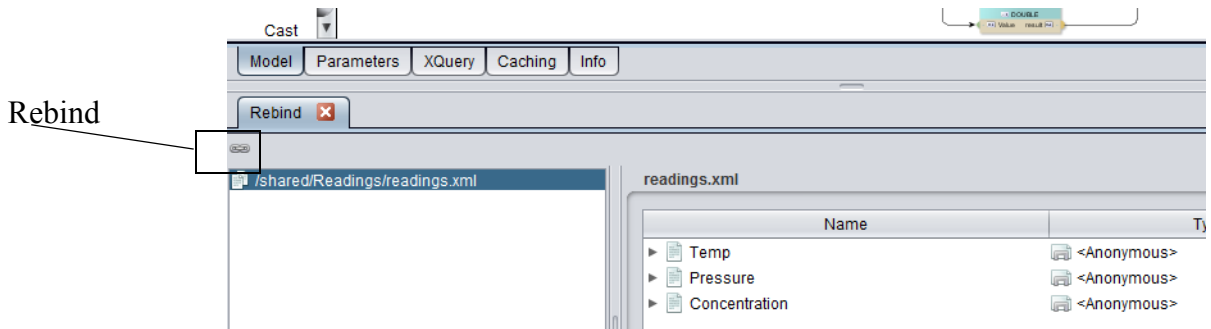 DOUBLE
Value result
Cast
Model Parameters XQuery Caching Info
Rebind
Rebind
/shared/Readings/readings.xml
readings.xml
Name Ty
Temp <Anonymous>
Pressure <Anonymous>
Concentration <Anonymous>